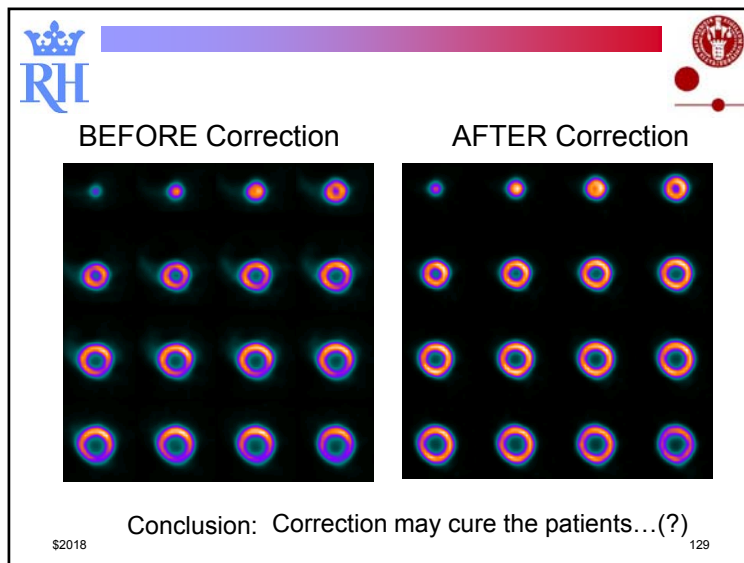 RH
BEFORE Correction
AFTER Correction
Conclusion: Correction may cure the patients…(?)
$2018
129